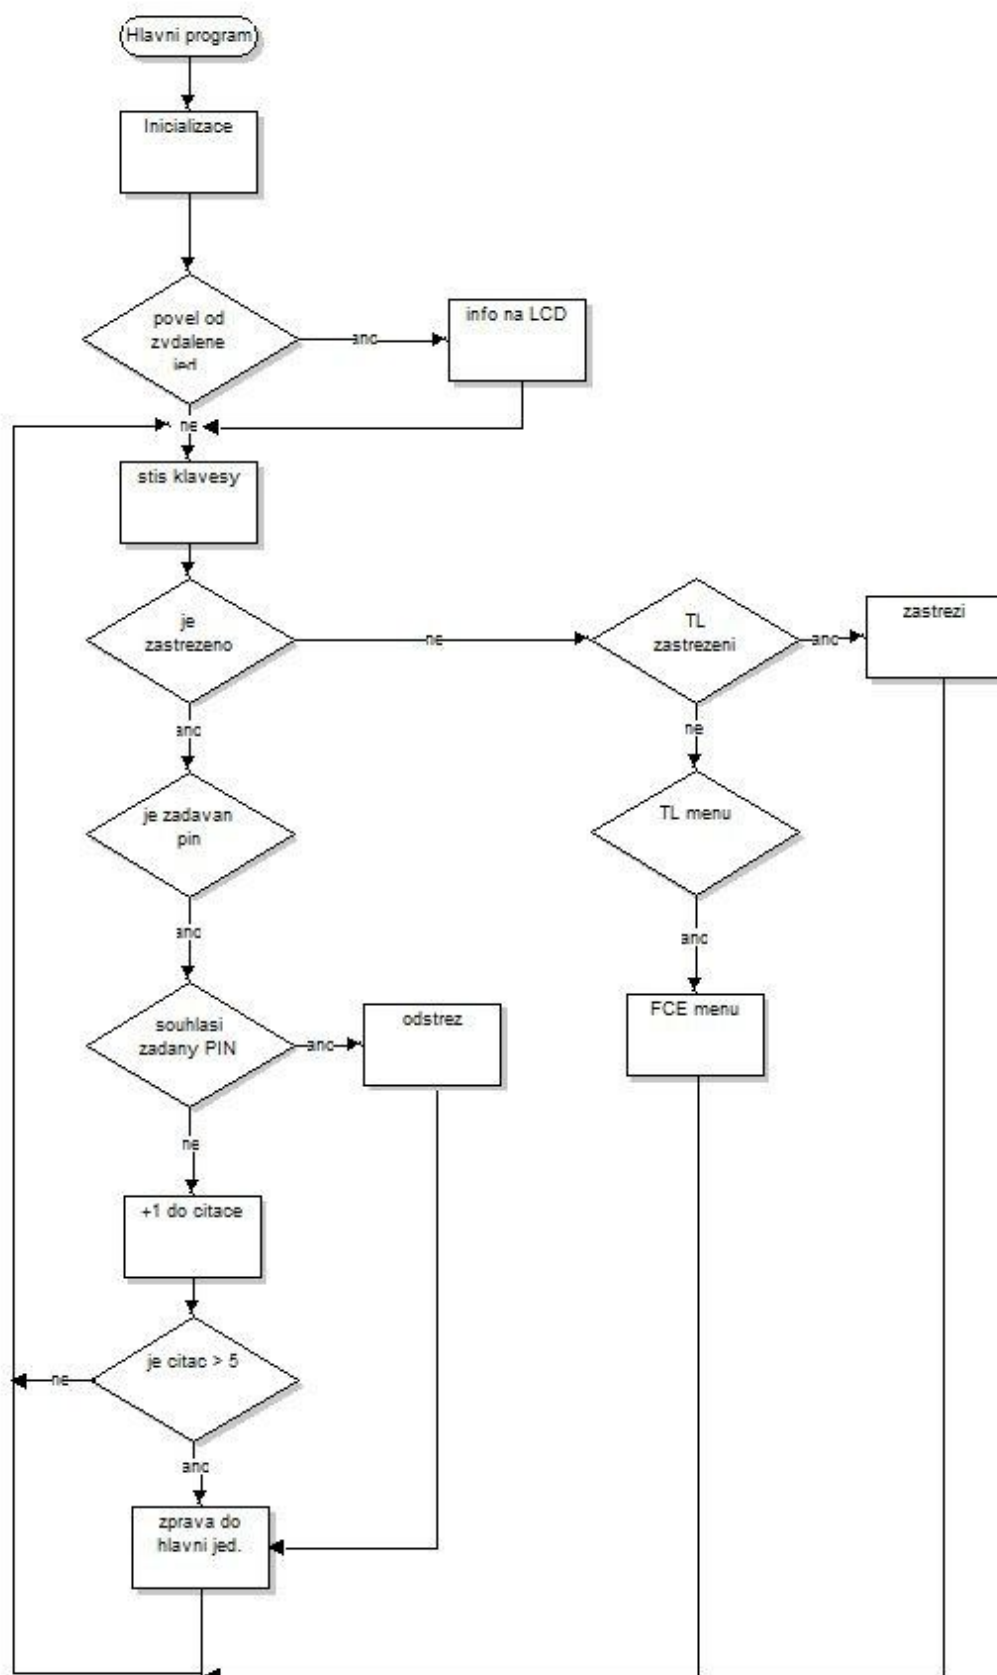 Hlavni program
Inicializace
povel od
zvdalene
jed
ano
info na LCD
ne
stis klavesy
je
zastrezeno
ne
TL
zastrezeni
ano
zastrezi
ano
ne
je zadavan
pin
TL menu
ano
ano
souhlasi
zadany PIN
ano
odstrez
FCE menu
ne
+1 do citace
je citac > 5
ne
ano
zprava do
hlavni jed.